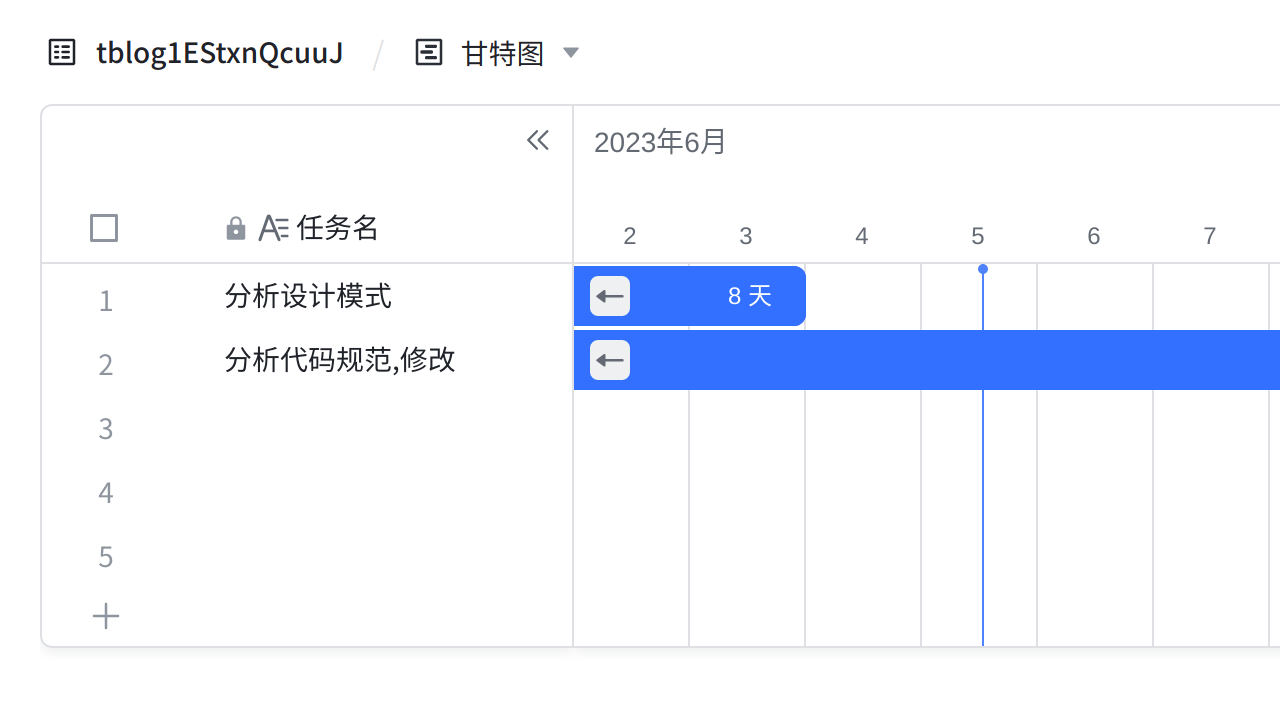 tblog1EStxnQcuuJ / 甘特图
2023年6月
任务名
2 3 4 5 6 7
1 分析设计模式 8 天
2 分析代码规范,修改
3
4
5